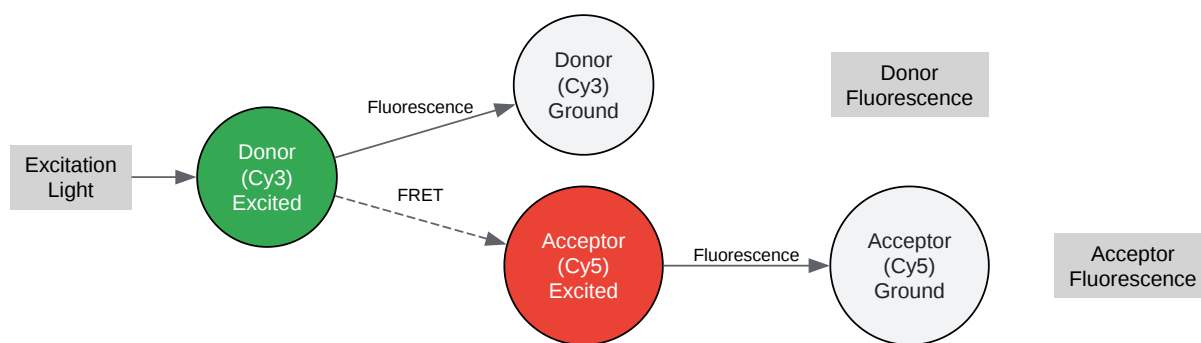 Excitation
Light
Donor
(Cy3)
Excited
Fluorescence
Donor
(Cy3)
Ground
Donor
Fluorescence
FRET
Acceptor
(Cy5)
Excited
Fluorescence
Acceptor
(Cy5)
Ground
Acceptor
Fluorescence